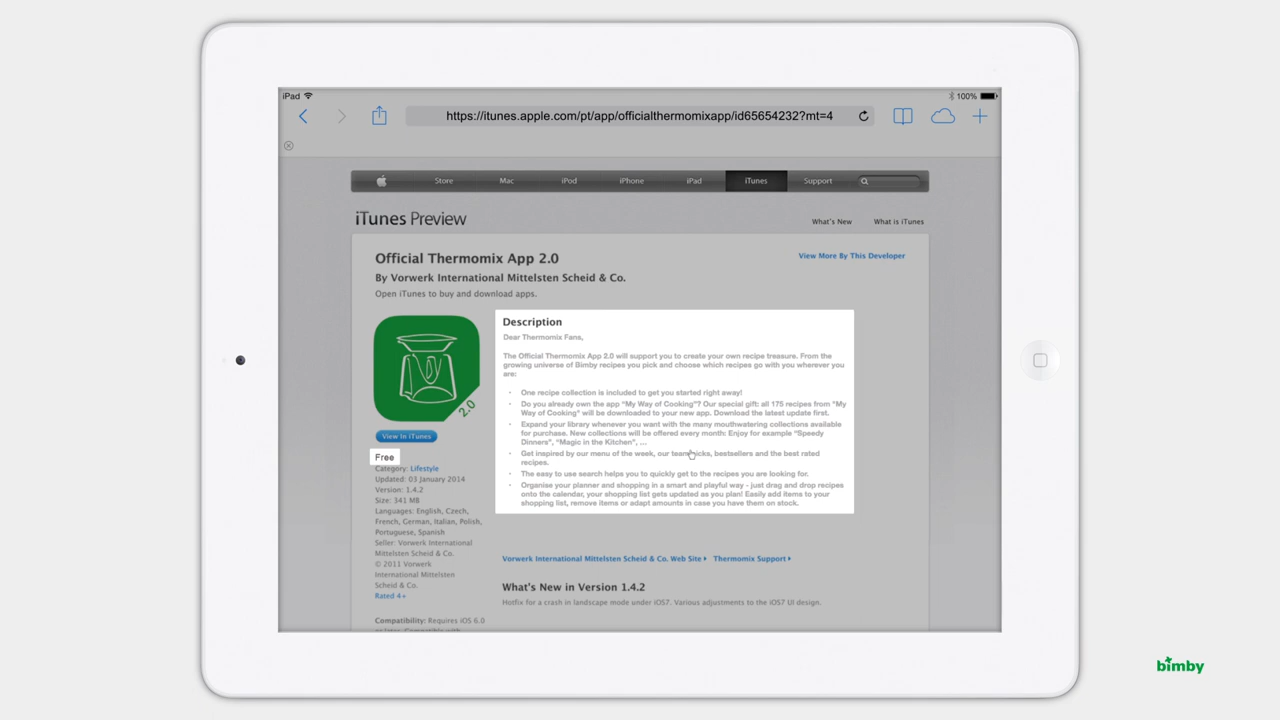 iPad
100%
https://itunes.apple.com/pt/app/officialthermomixapp/id65654232?mt=4
Store Mac iPod iPhone iPad iTunes Support
iTunes Preview
What's New What is iTunes
Official Thermomix App 2.0
View More By This Developer
By Vorwerk International Mittelsten Scheid & Co.
Open iTunes to buy and download apps.
2.0
View In iTunes
Free
Category: Lifestyle
Updated: 03 January 2014
Version: 1.4.2
Size: 341 MB
Languages: English, Czech,
French, German, Italian, Polish,
Portuguese, Spanish
Seller: Vorwerk International
Mittelsten Scheid & Co.
© 2011 Vorwerk
International Mittelsten
Scheid & Co.
Rated 4+
Compatibility: Requires iOS 6.0
or later. Compatible with
Description
Dear Thermomix Fans,
The Official Thermomix App 2.0 will support you to create your own recipe treasure. From the
growing universe of Bimby recipes you pick and choose which recipes go with you wherever you
are:
• One recipe collection is included to get you started right away!
• Do you already own the app “My Way of Cooking”? Our special gift: all 175 recipes from "My
Way of Cooking" will be downloaded to your new app. Download the latest update first.
• Expand your library whenever you want with the many mouthwatering collections available
for purchase. New collections will be offered every month: Enjoy for example “Speedy
Dinners”, “Magic in the Kitchen”, ...
• Get inspired by our menu of the week, our team picks, bestsellers and the best rated
recipes.
• The easy to use search helps you to quickly get to the recipes you are looking for.
• Organise your planner and shopping in a smart and playful way - just drag and drop recipes
onto the calendar, your shopping list gets updated as you plan! Easily add items to your
shopping list, remove items or adapt amounts in case you have them on stock.
Vorwerk International Mittelsten Scheid & Co. Web Site Thermomix Support
What's New in Version 1.4.2
Hotfix for a crash in landscape mode under iOS7. Various adjustments to the iOS7 UI design.
bimby